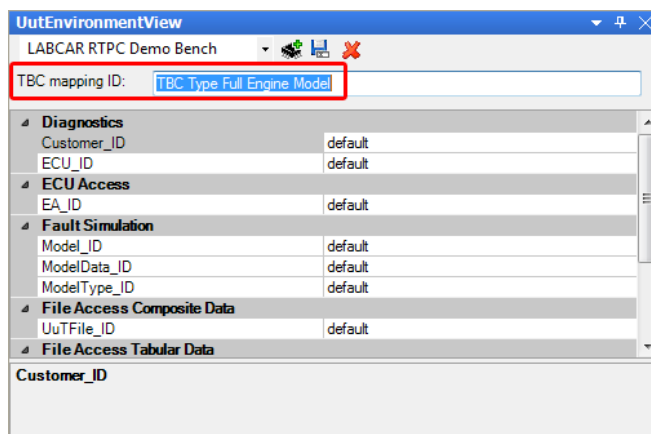 UutEnvironmentView
LABCAR RTPC Demo Bench
TBC mapping ID: TBC Type Full Engine Model
Diagnostics
Customer_ID default
ECU_ID default
ECU Access
EA_ID default
Fault Simulation
Model_ID default
ModelData_ID default
ModelType_ID default
File Access Composite Data
UuTFile_ID default
File Access Tabular Data
Customer_ID